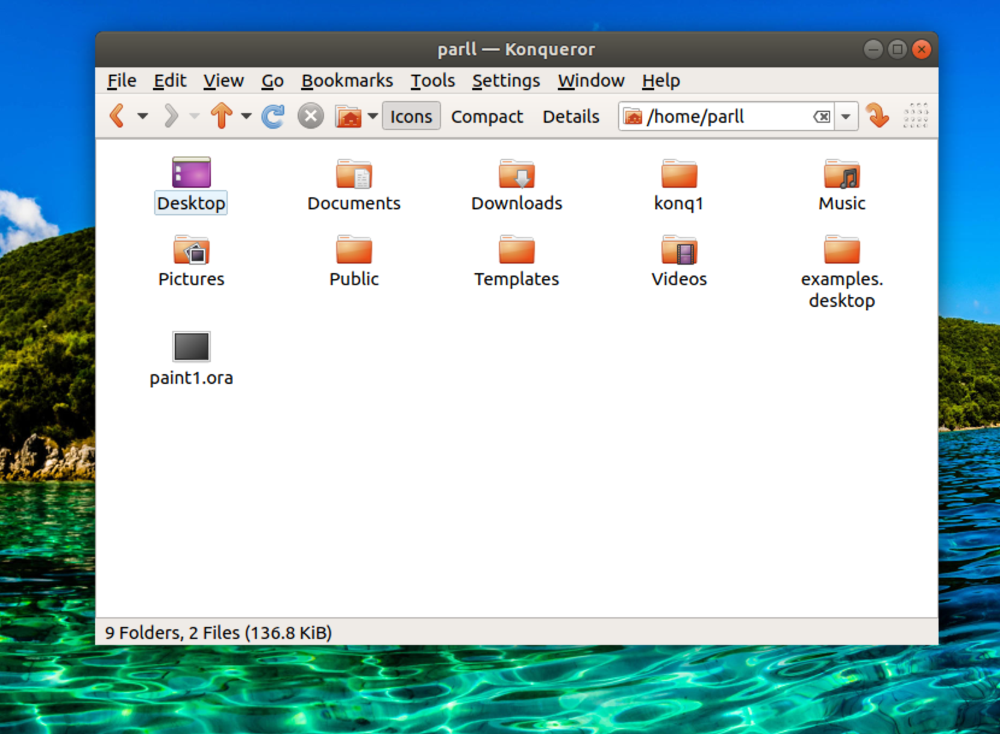 parll — Konqueror
File Edit View Go Bookmarks Tools Settings Window Help
Icons Compact Details /home/parll
Desktop Documents Downloads konq1 Music
Pictures Public Templates Videos examples.
desktop
paint1.ora
9 Folders, 2 Files (136.8 KiB)